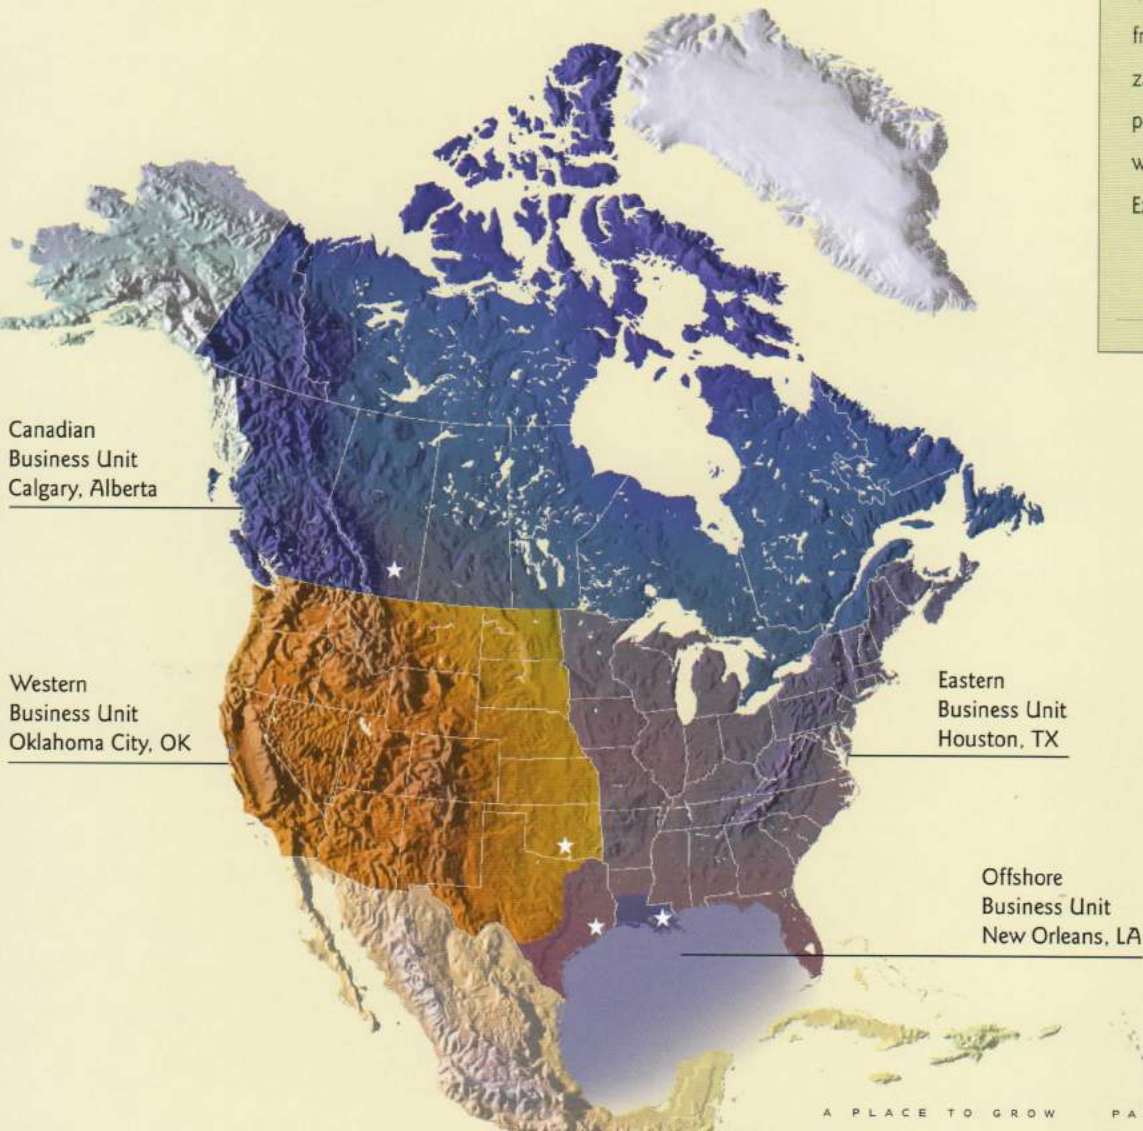 Canadian
Business Unit
Calgary, Alberta
Western
Business Unit
Oklahoma City, OK
Eastern
Business Unit
Houston, TX
Offshore
Business Unit
New Orleans, LA
A PLACE TO GROW